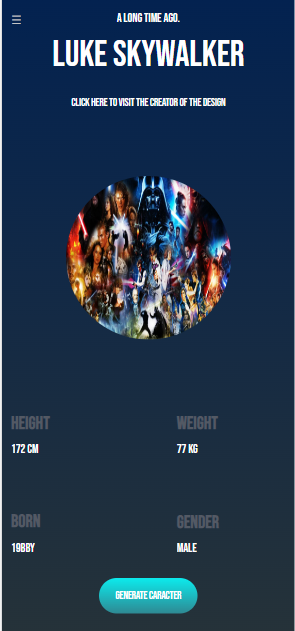 A LONG TIME AGO.
LUKE SKYWALKER
CLICK HERE TO VISIT THE CREATOR OF THE DESIGN
HEIGHT
WEIGHT
172 CM
77 KG
BORN
GENDER
19BBY
MALE
GENERATE CARACTER